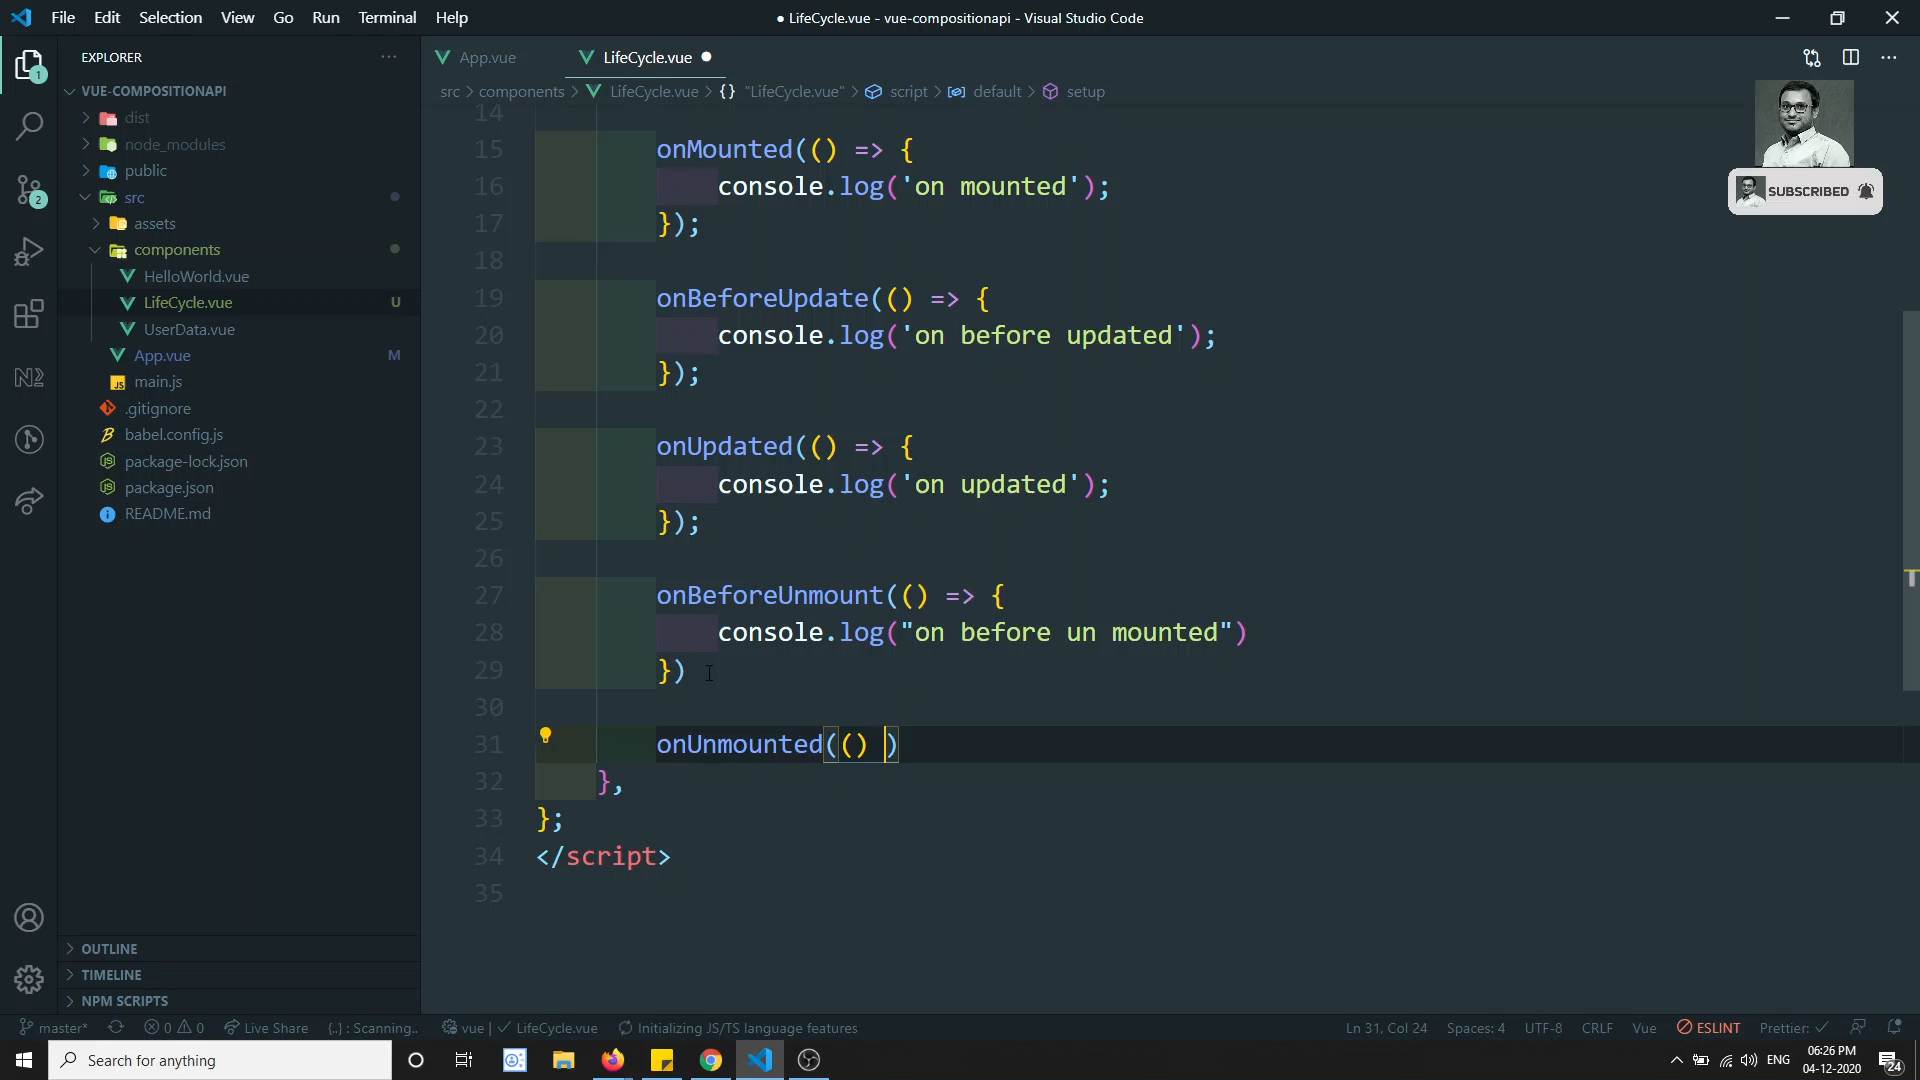 File Edit Selection View Go Run Terminal Help
● LifeCycle.vue - vue-compositionapi - Visual Studio Code
EXPLORER
App.vue
LifeCycle.vue
SUBSCRIBED
VUE-COMPOSITIONAPI
dist
node_modules
public
src
assets
components
HelloWorld.vue
LifeCycle.vue U
UserData.vue
App.vue M
main.js
.gitignore
babel.config.js
package-lock.json
package.json
README.md
OUTLINE
TIMELINE
NPM SCRIPTS
1
2
src > components > LifeCycle.vue > {} "LifeCycle.vue" > script > default > setup
14
15 onMounted(() => {
16 console.log('on mounted');
17 });
18
19 onBeforeUpdate(() => {
20 console.log('on before updated');
21 });
22
23 onUpdated(() => {
24 console.log('on updated');
25 });
26
27 onBeforeUnmount(() => {
28 console.log("on before un mounted")
29 })
30
31 onUnmounted(() )
32 },
33 };
34 </script>
35
master* 0 0 Live Share {..} : Scanning.. vue | ✓ LifeCycle.vue Initializing JS/TS language features Ln 31, Col 24 Spaces: 4 UTF-8 CRLF Vue ESLINT Prettier: ✓
Search for anything
ENG
06:26 PM
04-12-2020
24